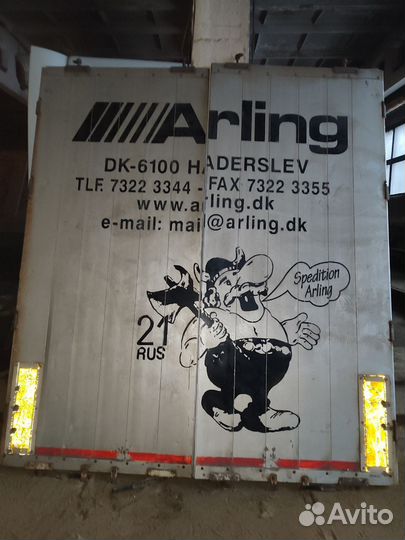 Arling
DK-6100 HADERSLEV
TLF. 7322 3344 - FAX 7322 3355
www.arling.dk
e-mail: mail@arling.dk
Spedition
Arling
21
RUS
Avito